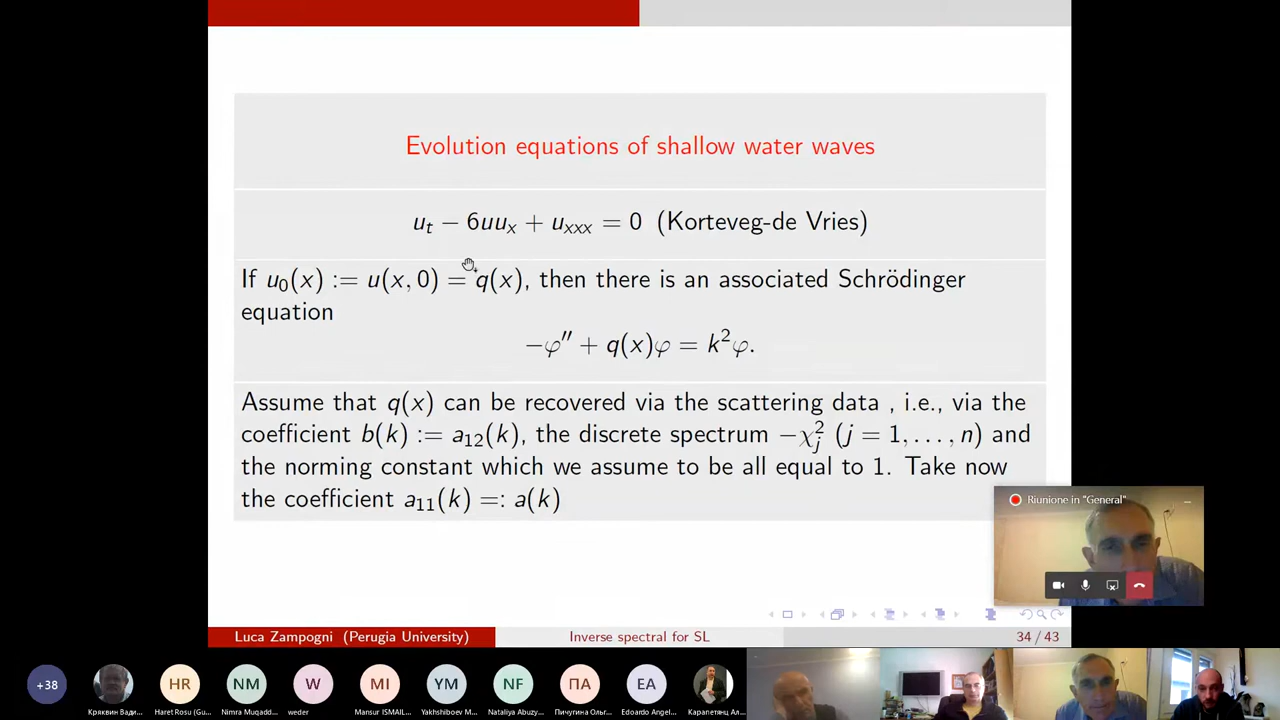 Evolution equations of shallow water waves
u_t − 6uu_x + u_xxx = 0 (Korteveg-de Vries)
If u_0(x) := u(x, 0) = q(x), then there is an associated Schrödinger
equation
−φ″ + q(x)φ = k²φ.
Assume that q(x) can be recovered via the scattering data , i.e., via the
coefficient b(k) := a_12(k), the discrete spectrum −χ_j² (j = 1, . . . , n) and
the norming constant which we assume to be all equal to 1. Take now
the coefficient a_11(k) =: a(k)
Riunione in "General"
Luca Zampogni (Perugia University)
Inverse spectral for SL
34 / 43
+38
HR
NM
W
MI
YM
NF
ПА
EA
Кряквин Вади...
Haret Rosu (Gu...
Nimra Muqadd...
weder
Mansur ISMAIL...
Yakhshiboev M...
Nataliya Abuzy...
Пичугина Ольг...
Edoardo Angel...
Карапетянц Ал...